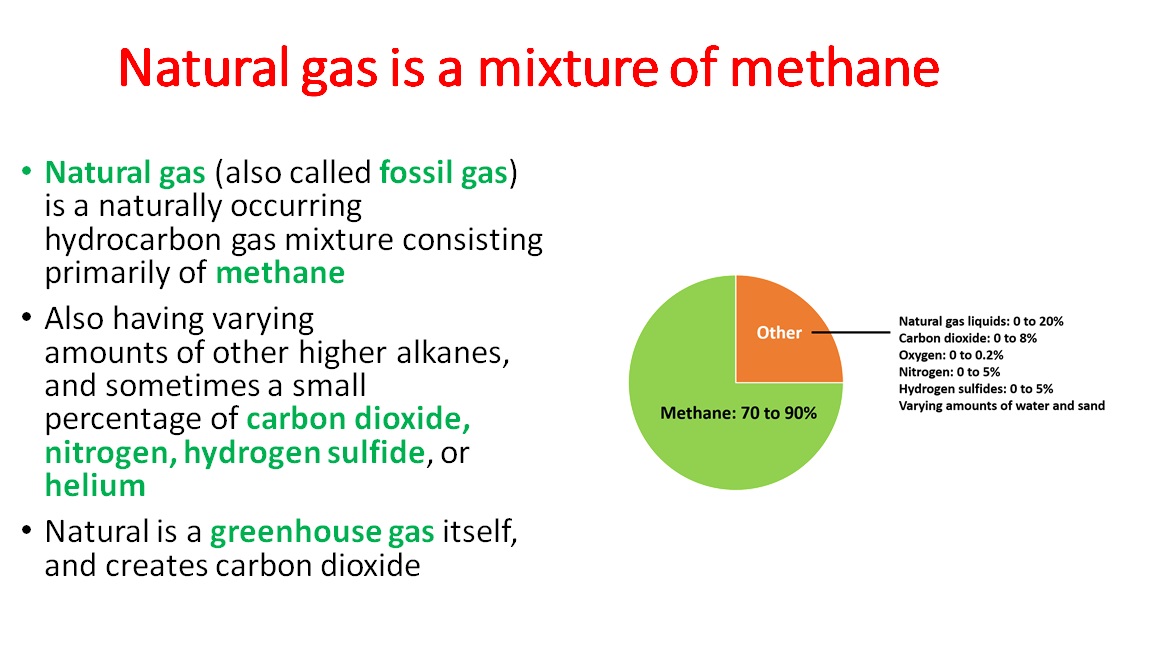 Natural gas is a mixture of methane
• Natural gas (also called fossil gas)
is a naturally occurring
hydrocarbon gas mixture consisting
primarily of methane
• Also having varying
amounts of other higher alkanes,
and sometimes a small
percentage of carbon dioxide,
nitrogen, hydrogen sulfide, or
helium
• Natural is a greenhouse gas itself,
and creates carbon dioxide
Other
Methane: 70 to 90%
Natural gas liquids: 0 to 20%
Carbon dioxide: 0 to 8%
Oxygen: 0 to 0.2%
Nitrogen: 0 to 5%
Hydrogen sulfides: 0 to 5%
Varying amounts of water and sand